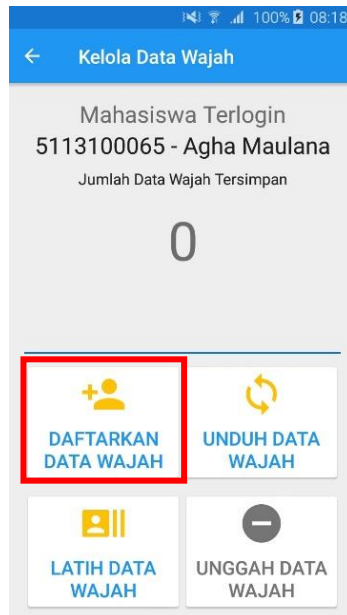 100% 08:18
Kelola Data Wajah
Mahasiswa Terlogin
5113100065 - Agha Maulana
Jumlah Data Wajah Tersimpan
0
DAFTARKAN
DATA WAJAH
UNDUH DATA
WAJAH
LATIH DATA
WAJAH
UNGGAH DATA
WAJAH